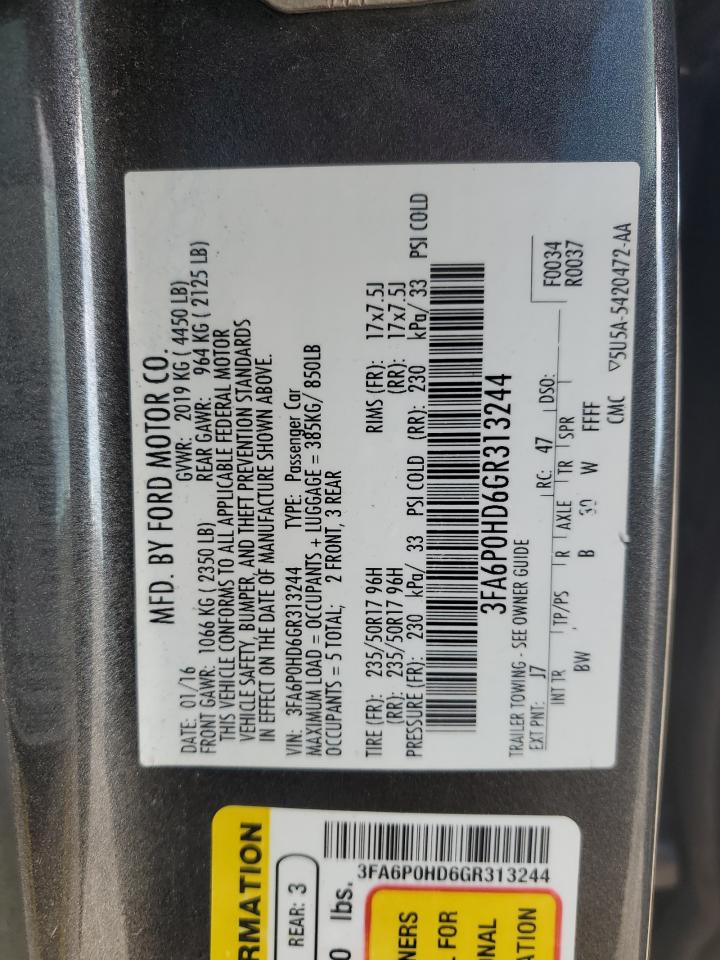 MFD. BY FORD MOTOR CO.
DATE: 01/16 GVWR: 2019 KG ( 4450 LB)
FRONT GAWR: 1066 KG ( 2350 LB) REAR GAWR: 964 KG ( 2125 LB)
THIS VEHICLE CONFORMS TO ALL APPLICABLE FEDERAL MOTOR
VEHICLE SAFETY, BUMPER, AND THEFT PREVENTION STANDARDS
IN EFFECT ON THE DATE OF MANUFACTURE SHOWN ABOVE.
VIN: 3FA6P0HD6GR313244 TYPE: Passenger Car
MAXIMUM LOAD = OCCUPANTS + LUGGAGE = 385KG/ 850LB
OCCUPANTS = 5 TOTAL; 2 FRONT, 3 REAR
TIRE (FR): 235/50R17 96H RIMS (FR): 17x7.5J
(RR): 235/50R17 96H (RR): 17x7.5J
PRESSURE (FR): 230 kPa/ 33 PSI COLD (RR): 230 kPa/ 33 PSI COLD
3FA6P0HD6GR313244
TRAILER TOWING - SEE OWNER GUIDE
F0034
R0037
EXT PNT: J7 RC: 47 DSO:
INT TR TP/PS R AXLE TR SPR
BW B W FFFF
CMC ▽5U5A-5420472-AA
RMATION
REAR: 3
0 lbs.
3FA6P0HD6GR313244
NERS
L FOR
ONAL
ATION